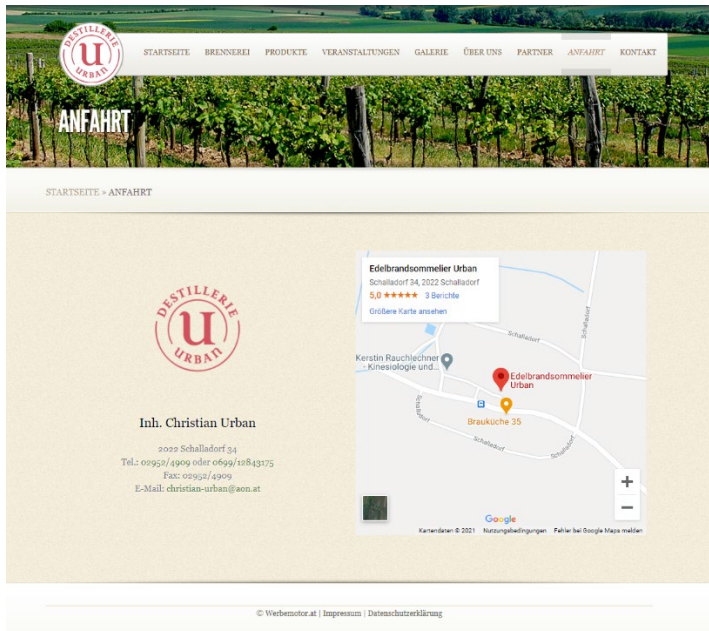 DESTILLERIE
U
URBAN
STARTSEITE BRENNEREI PRODUKTE VERANSTALTUNGEN GALERIE ÜBER UNS PARTNER ANFAHRT KONTAKT
ANFAHRT
STARTSEITE » ANFAHRT
DESTILLERIE
U
URBAN
Inh. Christian Urban
2022 Schalladorf 34
Tel.: 02952/4909 oder 0699/12843175
Fax: 02952/4909
E-Mail: christian-urban@aon.at
Edelbrandsommelier Urban
Schalladorf 34, 2022 Schalladorf
5,0 ★★★★★ 3 Berichte
Größere Karte ansehen
Schalladorf
Schalladorf
Kerstin Rauchlechner
- Kinesiologie und...
Edelbrandsommelier
Urban
Schalladorf
Brauküche 35
Schalladorf
Schalladorf
+
−
Google
Kartendaten © 2021 Nutzungsbedingungen Fehler bei Google Maps melden
© Werbemotor.at | Impressum | Datenschutzerklärung